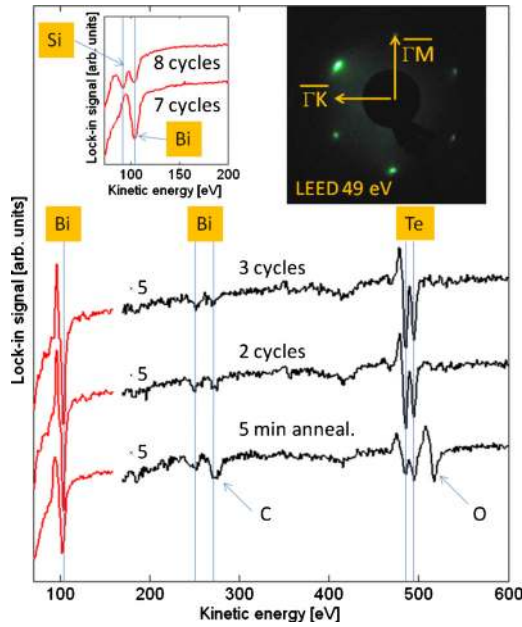 Lock-in signal [arb. units]
Si
8 cycles
7 cycles
Bi
100 150 200
Kinetic energy [eV]
ΓM
ΓK
LEED 49 eV
Lock-in signal [arb. units]
Bi
Bi
Te
· 5
3 cycles
· 5
2 cycles
· 5
5 min anneal.
C
O
100 200 300 400 500 600
Kinetic energy [eV]